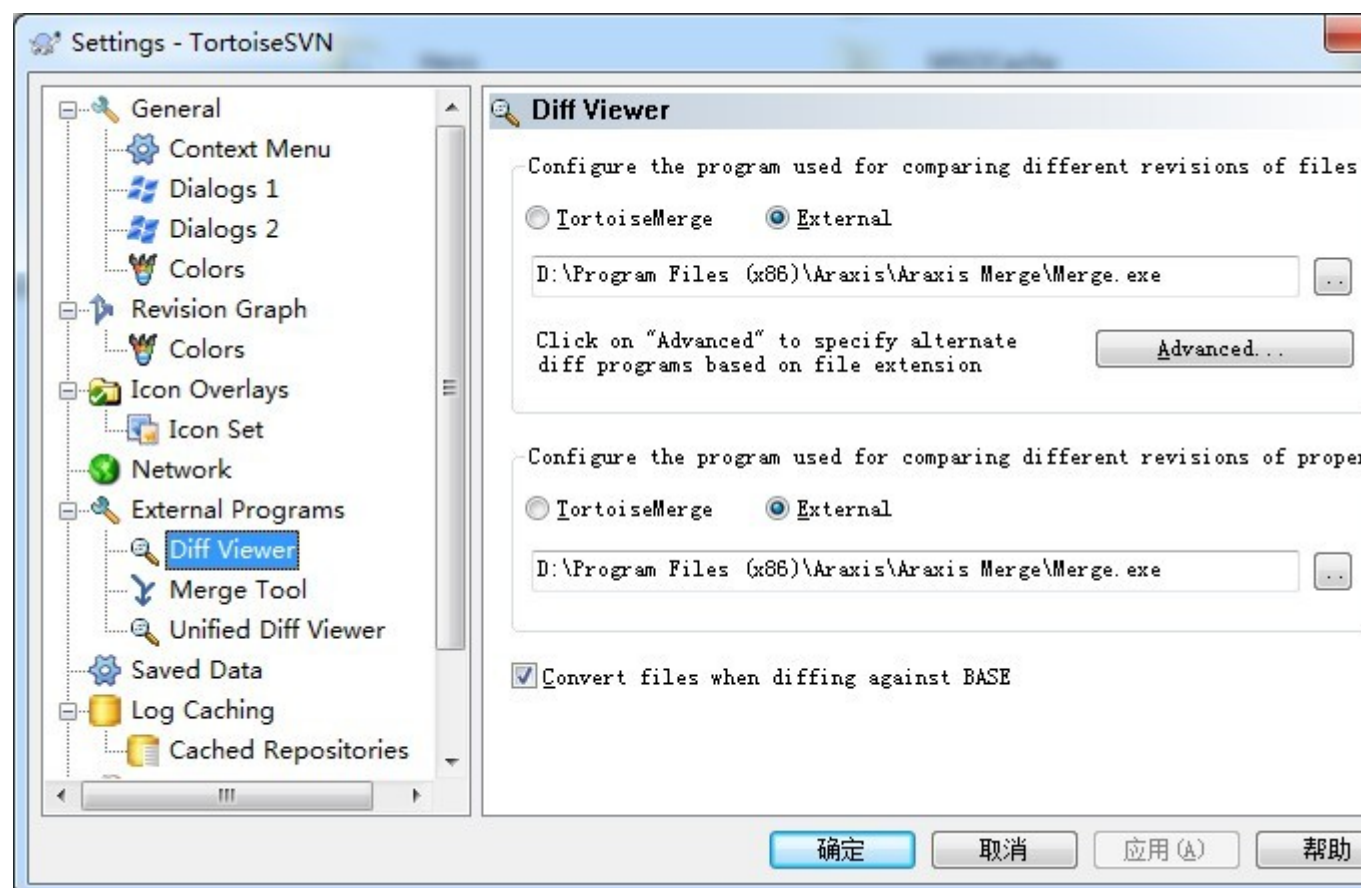 Settings - TortoiseSVN
General
Context Menu
Dialogs 1
Dialogs 2
Colors
Revision Graph
Colors
Icon Overlays
Icon Set
Network
External Programs
Diff Viewer
Merge Tool
Unified Diff Viewer
Saved Data
Log Caching
Cached Repositories
Diff Viewer
Configure the program used for comparing different revisions of files
TortoiseMerge
External
D:\Program Files (x86)\Araxis\Araxis Merge\Merge.exe
..
Click on "Advanced" to specify alternate
diff programs based on file extension
Advanced...
Configure the program used for comparing different revisions of proper
TortoiseMerge
External
D:\Program Files (x86)\Araxis\Araxis Merge\Merge.exe
..
Convert files when diffing against BASE
确定
取消
应用(A)
帮助